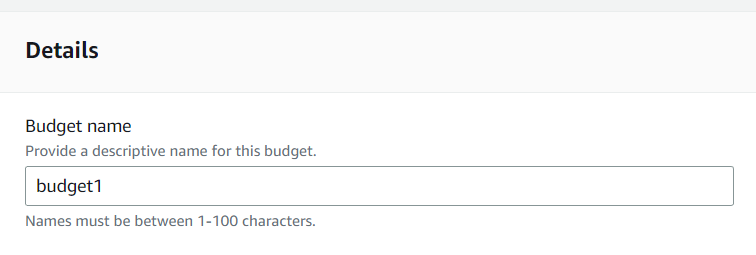 Details
Budget name
Provide a descriptive name for this budget.
budget1
Names must be between 1-100 characters.